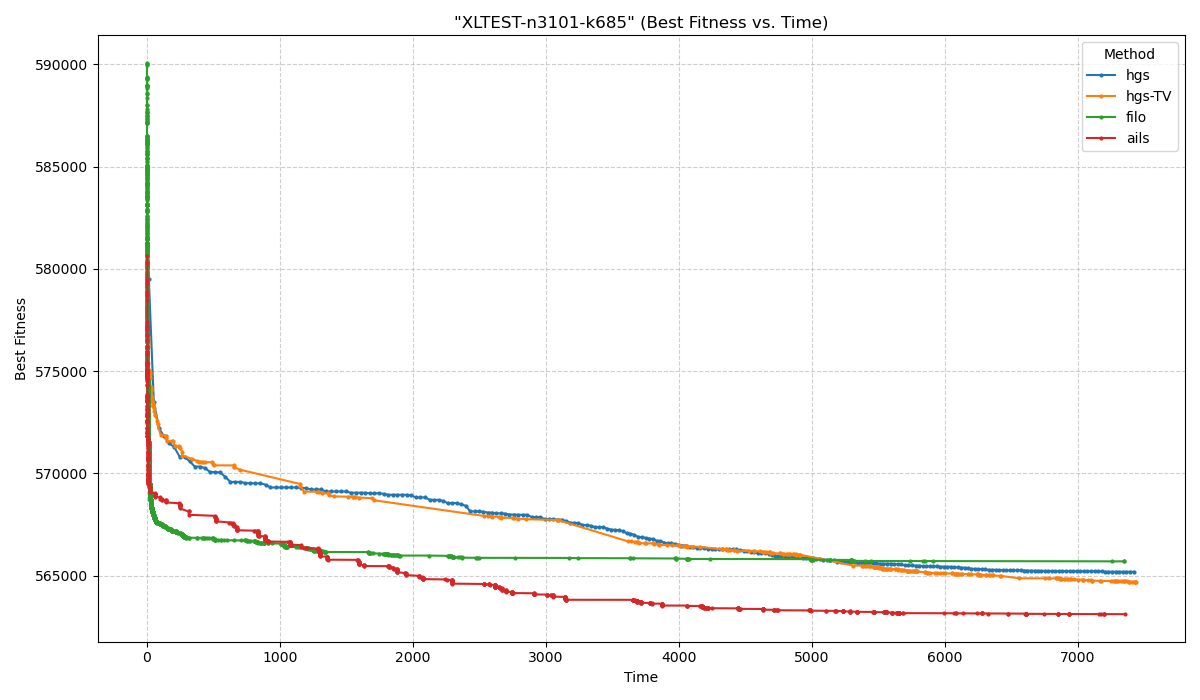 "XLTEST-n3101-k685" (Best Fitness vs. Time)
Method
hgs
hgs-TV
filo
ails
Best Fitness
590000
585000
580000
575000
570000
565000
0 1000 2000 3000 4000 5000 6000 7000
Time